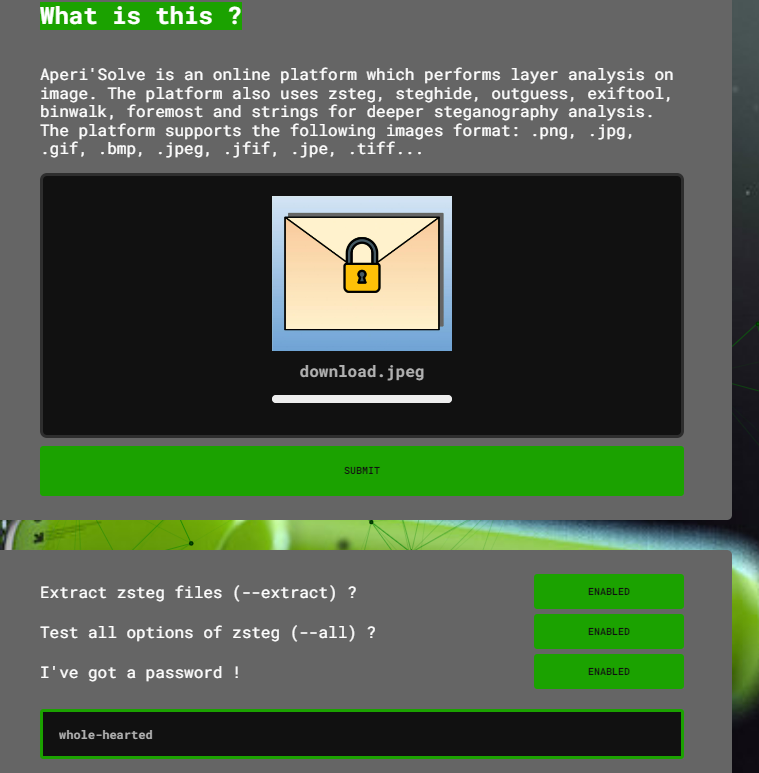 What is this ?
Aperi'Solve is an online platform which performs layer analysis on
image. The platform also uses zsteg, steghide, outguess, exiftool,
binwalk, foremost and strings for deeper steganography analysis.
The platform supports the following images format: .png, .jpg,
.gif, .bmp, .jpeg, .jfif, .jpe, .tiff...
download.jpeg
SUBMIT
Extract zsteg files (--extract) ?
ENABLED
Test all options of zsteg (--all) ?
ENABLED
I've got a password !
ENABLED
whole-hearted